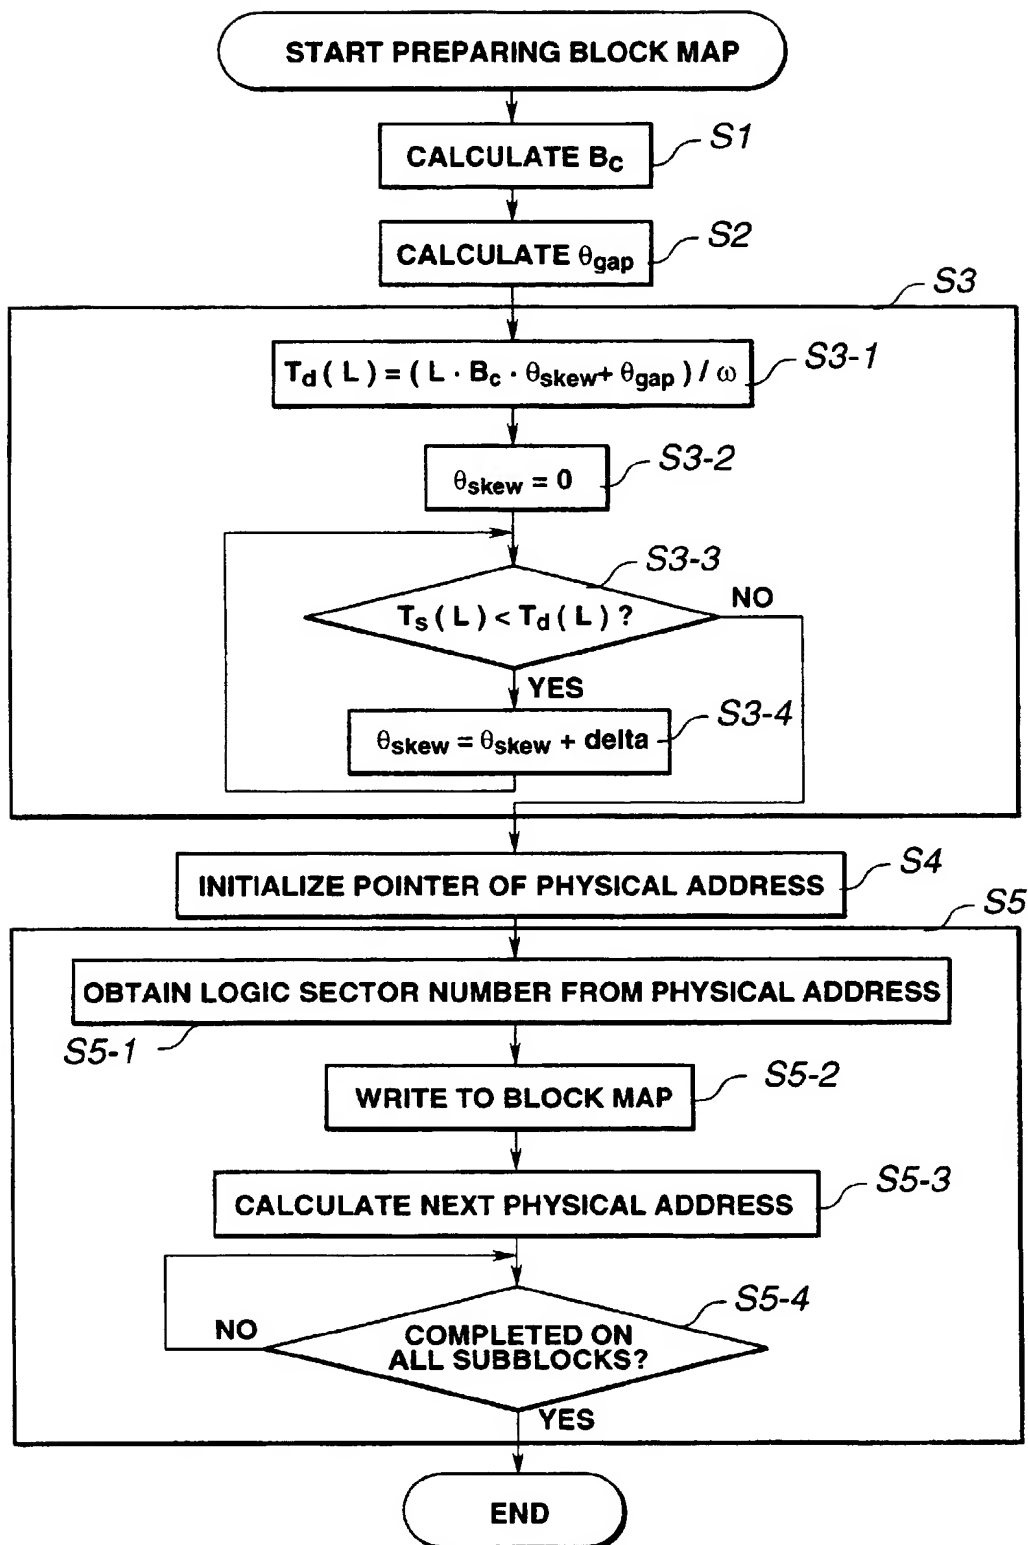 START PREPARING BLOCK MAP
CALCULATE Bc
S1
CALCULATE θgap
S2
S3
Td ( L ) = ( L · Bc · θskew+ θgap ) / ω
S3-1
θskew = 0
S3-2
S3-3
Ts ( L ) < Td ( L ) ?
NO
YES
θskew = θskew + delta
S3-4
INITIALIZE POINTER OF PHYSICAL ADDRESS
S4
S5
OBTAIN LOGIC SECTOR NUMBER FROM PHYSICAL ADDRESS
S5-1
WRITE TO BLOCK MAP
S5-2
CALCULATE NEXT PHYSICAL ADDRESS
S5-3
S5-4
NO
COMPLETED ON
ALL SUBBLOCKS?
YES
END